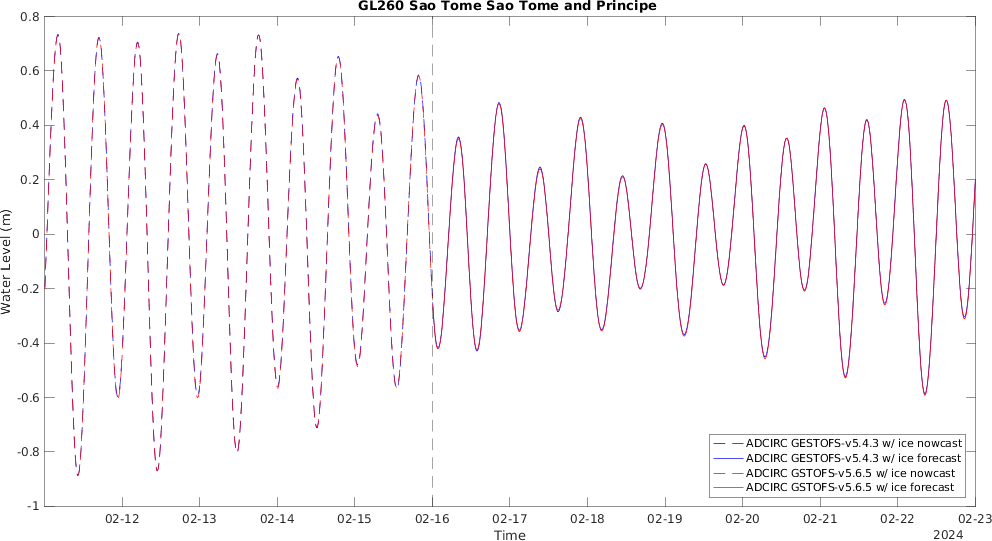 GL260 Sao Tome Sao Tome and Principe
0.8
0.6
0.4
0.2
0
-0.2
-0.4
-0.6
-0.8
-1
Water Level (m)
ADCIRC GESTOFS-v5.4.3 w/ ice nowcast
ADCIRC GESTOFS-v5.4.3 w/ ice forecast
ADCIRC GSTOFS-v5.6.5 w/ ice nowcast
ADCIRC GSTOFS-v5.6.5 w/ ice forecast
02-12 02-13 02-14 02-15 02-16 02-17 02-18 02-19 02-20 02-21 02-22 02-23
Time
2024